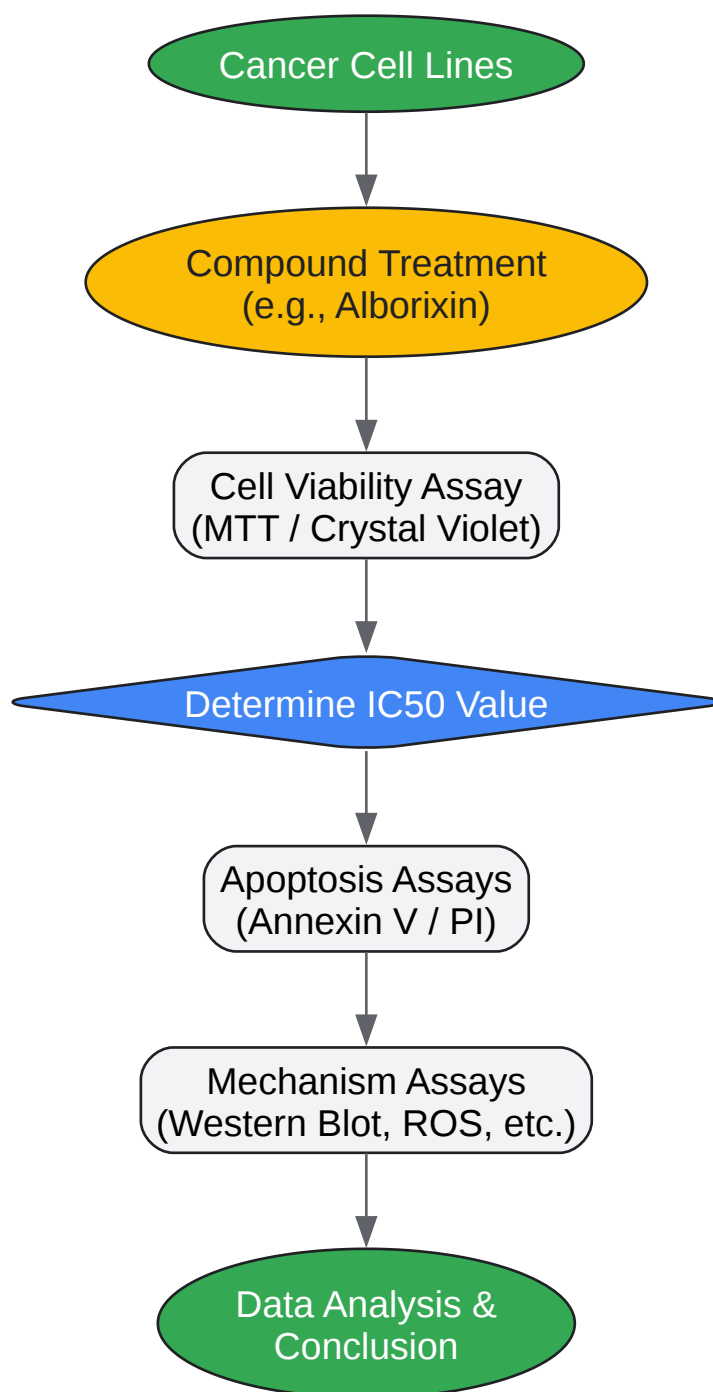 Cancer Cell Lines
Compound Treatment
(e.g., Alborixin)
Cell Viability Assay
(MTT / Crystal Violet)
Determine IC50 Value
Apoptosis Assays
(Annexin V / PI)
Mechanism Assays
(Western Blot, ROS, etc.)
Data Analysis &
Conclusion